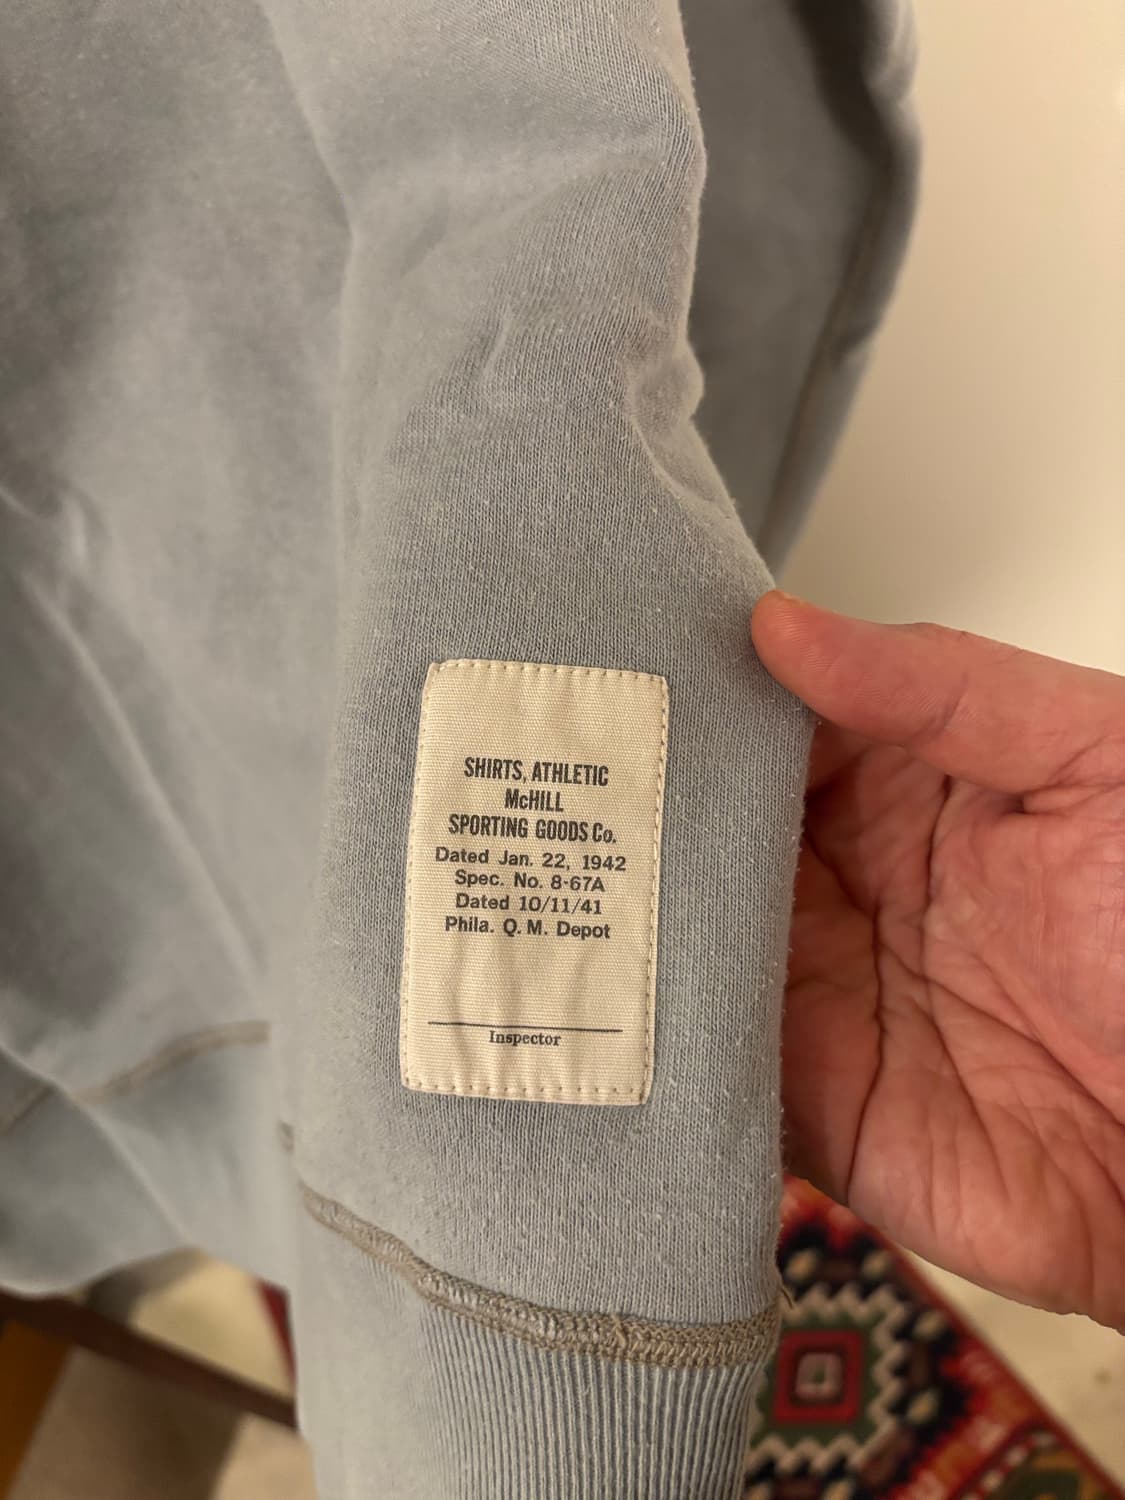 SHIRTS, ATHLETIC
McHILL
SPORTING GOODS Co.
Dated Jan. 22, 1942
Spec. No. 8-67A
Dated 10/11/41
Phila. Q.M. Depot
Inspector